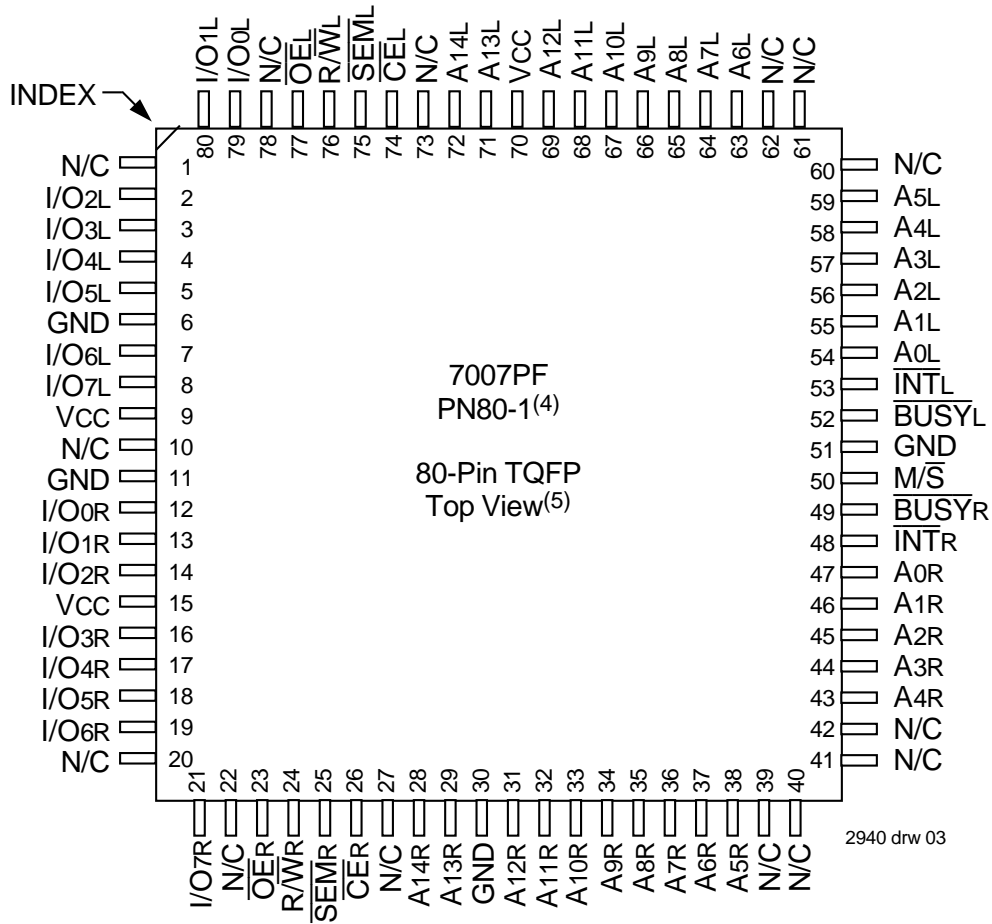 INDEX
I/O1L
I/O0L
N/C
OEL
R/WL
SEML
CEL
N/C
A14L
A13L
VCC
A12L
A11L
A10L
A9L
A8L
A7L
A6L
N/C
N/C
80
79
78
77
76
75
74
73
72
71
70
69
68
67
66
65
64
63
62
61
N/C 1
I/O2L 2
I/O3L 3
I/O4L 4
I/O5L 5
GND 6
I/O6L 7
I/O7L 8
VCC 9
N/C 10
GND 11
I/O0R 12
I/O1R 13
I/O2R 14
VCC 15
I/O3R 16
I/O4R 17
I/O5R 18
I/O6R 19
N/C 20
7007PF
PN80-1(4)
80-Pin TQFP
Top View(5)
60 N/C
59 A5L
58 A4L
57 A3L
56 A2L
55 A1L
54 A0L
53 INTL
52 BUSYL
51 GND
50 M/S
49 BUSYR
48 INTR
47 A0R
46 A1R
45 A2R
44 A3R
43 A4R
42 N/C
41 N/C
21
22
23
24
25
26
27
28
29
30
31
32
33
34
35
36
37
38
39
40
I/O7R
N/C
OER
R/WR
SEMR
CER
N/C
A14R
A13R
GND
A12R
A11R
A10R
A9R
A8R
A7R
A6R
A5R
N/C
N/C
2940 drw 03